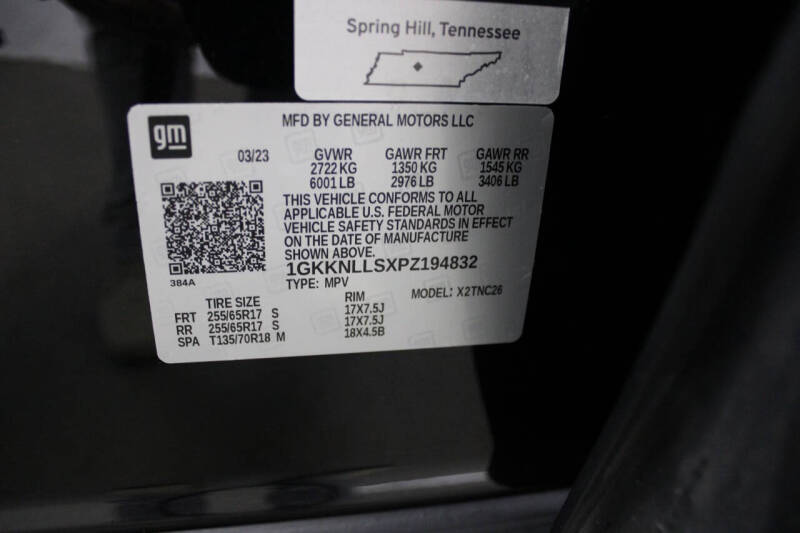 Spring Hill, Tennessee
gm
MFD BY GENERAL MOTORS LLC
03/23 GVWR GAWR FRT GAWR RR
2722 KG 1350 KG 1545 KG
6001 LB 2976 LB 3406 LB
THIS VEHICLE CONFORMS TO ALL
APPLICABLE U.S. FEDERAL MOTOR
VEHICLE SAFETY STANDARDS IN EFFECT
ON THE DATE OF MANUFACTURE
SHOWN ABOVE.
384A
1GKKNLLSXPZ194832
TYPE: MPV MODEL: X2TNC26
TIRE SIZE RIM
FRT 255/65R17 S 17X7.5J
RR 255/65R17 S 17X7.5J
SPA T135/70R18 M 18X4.5B